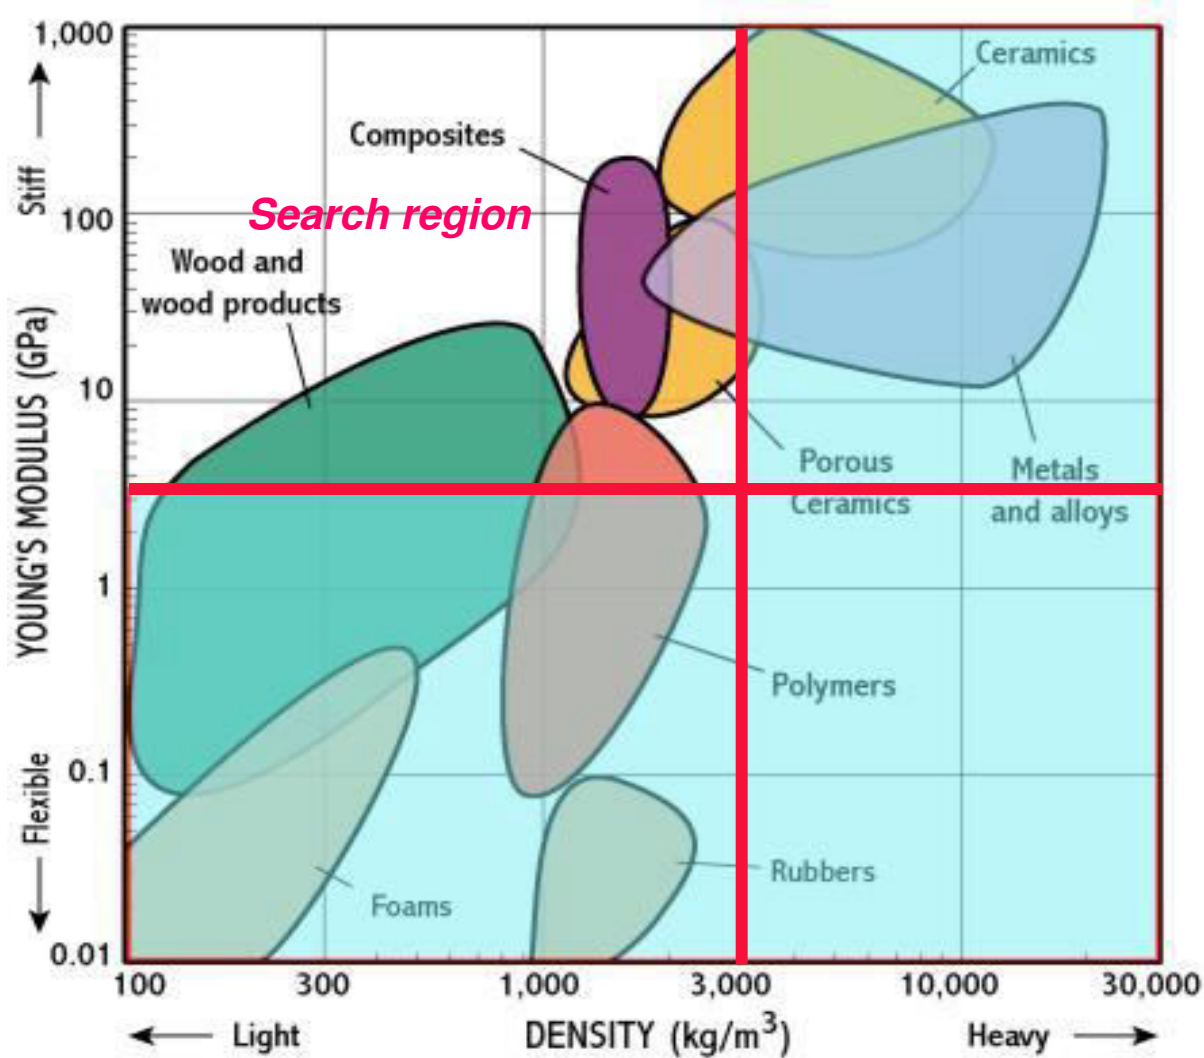 1,000
Stiff
Ceramics
Composites
100
Search region
Wood and
wood products
YOUNG'S MODULUS (GPa)
10
Porous
Ceramics
Metals
and alloys
1
Polymers
0.1
Flexible
Rubbers
Foams
0.01
100 300 1,000 3,000 10,000 30,000
Light DENSITY (kg/m³) Heavy